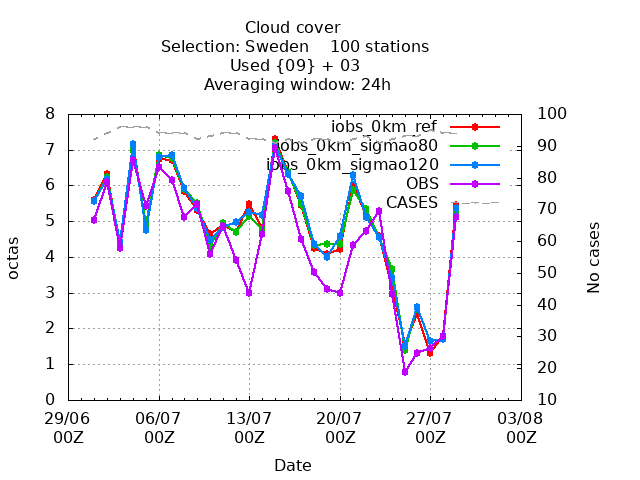 Cloud cover
Selection: Sweden    100 stations
Used {09} + 03
Averaging window: 24h
octas
8
7
6
5
4
3
2
1
0
iobs_0km_ref
iobs_0km_sigmao80
iobs_0km_sigmao120
OBS
CASES
100
90
80
70
60
50
40
30
20
10
No cases
29/06 06/07 13/07 20/07 27/07 03/08
00Z 00Z 00Z 00Z 00Z 00Z
Date